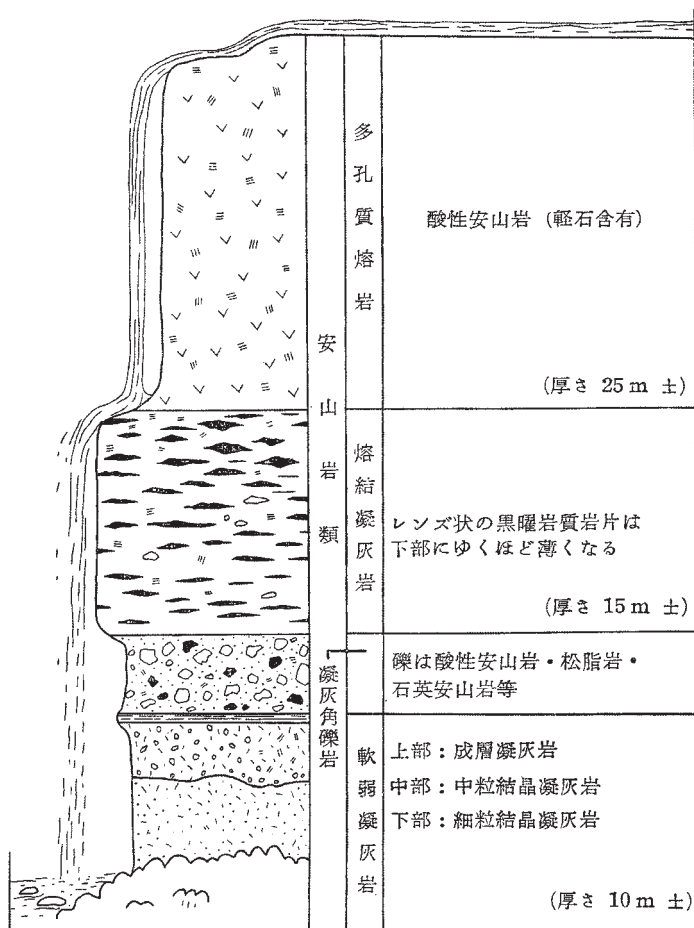 多孔質熔岩
酸性安山岩 (軽石含有)
(厚さ 25m ±)
安山岩類
熔結凝灰岩
レンズ状の黒曜岩質岩片は
下部にゆくほど薄くなる
(厚さ 15m ±)
凝灰角礫岩
礫は酸性安山岩・松脂岩・
石英安山岩等
軟弱凝灰岩
上部：成層凝灰岩
中部：中粒結晶凝灰岩
下部：細粒結晶凝灰岩
(厚さ 10m ±)